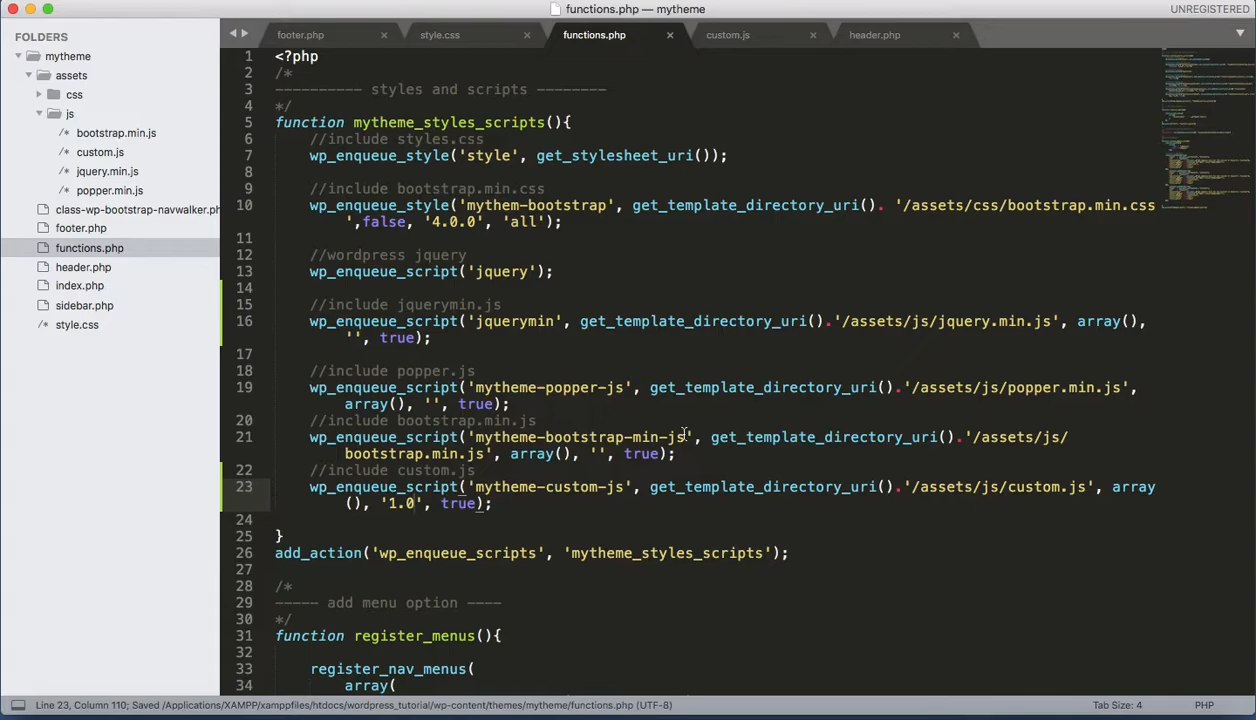 functions.php — mytheme
UNREGISTERED
FOLDERS
mytheme
assets
css
js
/* bootstrap.min.js
/* custom.js
/* jquery.min.js
/* popper.min.js
class-wp-bootstrap-navwalker.ph
footer.php
functions.php
header.php
index.php
sidebar.php
/* style.css
footer.php × style.css × functions.php × custom.js × header.php ×
1 <?php
2 /*
3 ---------- styles and scripts --------
4 */
5 function mytheme_styles_scripts(){
6 //include styles.css
7 wp_enqueue_style('style', get_stylesheet_uri());
8
9 //include bootstrap.min.css
10 wp_enqueue_style('mythem-bootstrap', get_template_directory_uri(). '/assets/css/bootstrap.min.css
',false, '4.0.0', 'all');
11
12 //wordpress jquery
13 wp_enqueue_script('jquery');
14
15 //include jquerymin.js
16 wp_enqueue_script('jquerymin', get_template_directory_uri().'/assets/js/jquery.min.js', array(),
'', true);
17
18 //include popper.js
19 wp_enqueue_script('mytheme-popper-js', get_template_directory_uri().'/assets/js/popper.min.js',
array(), '', true);
20 //include bootstrap.min.js
21 wp_enqueue_script('mytheme-bootstrap-min-js', get_template_directory_uri().'/assets/js/
bootstrap.min.js', array(), '', true);
22 //include custom.js
23 wp_enqueue_script('mytheme-custom-js', get_template_directory_uri().'/assets/js/custom.js', array
(), '1.0', true);
24
25 }
26 add_action('wp_enqueue_scripts', 'mytheme_styles_scripts');
27
28 /*
29 ----- add menu option ----
30 */
31 function register_menus(){
32
33 register_nav_menus(
34 array(
Line 23, Column 110; Saved /Applications/XAMPP/xamppfiles/htdocs/wordpress_tutorial/wp-content/themes/mytheme/functions.php (UTF-8)
Tab Size: 4
PHP